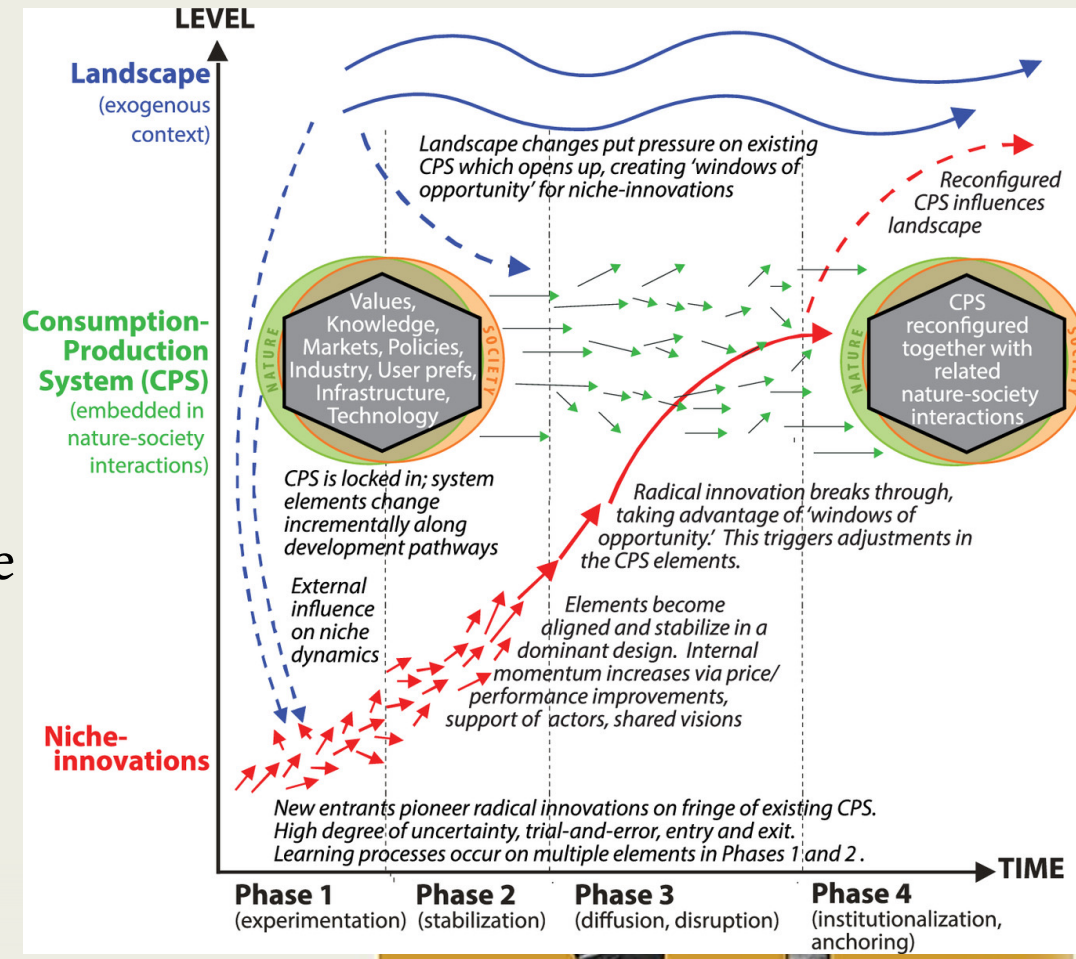 LEVEL
Landscape
(exogenous
context)
Landscape changes put pressure on existing
CPS which opens up, creating 'windows of
opportunity' for niche-innovations
Reconfigured
CPS influences
landscape
Consumption-
Production
System (CPS)
(embedded in
nature-society
interactions)
NATURE
SOCIETY
Values,
Knowledge,
Markets, Policies,
Industry, User prefs,
Infrastructure,
Technology
NATURE
CPS
reconfigured
together with
related
nature-society
interactions
CPS is locked in; system
elements change
incrementally along
development pathways
Radical innovation breaks through,
taking advantage of 'windows of
opportunity.' This triggers adjustments in
the CPS elements.
e
External
influence
on niche
dynamics
Elements become
aligned and stabilize in a
dominant design. Internal
momentum increases via price/
performance improvements,
support of actors, shared visions
Niche-
innovations
New entrants pioneer radical innovations on fringe of existing CPS.
High degree of uncertainty, trial-and-error, entry and exit.
Learning processes occur on multiple elements in Phases 1 and 2 .
TIME
Phase 1
(experimentation)
Phase 2
(stabilization)
Phase 3
(diffusion, disruption)
Phase 4
(institutionalization,
anchoring)